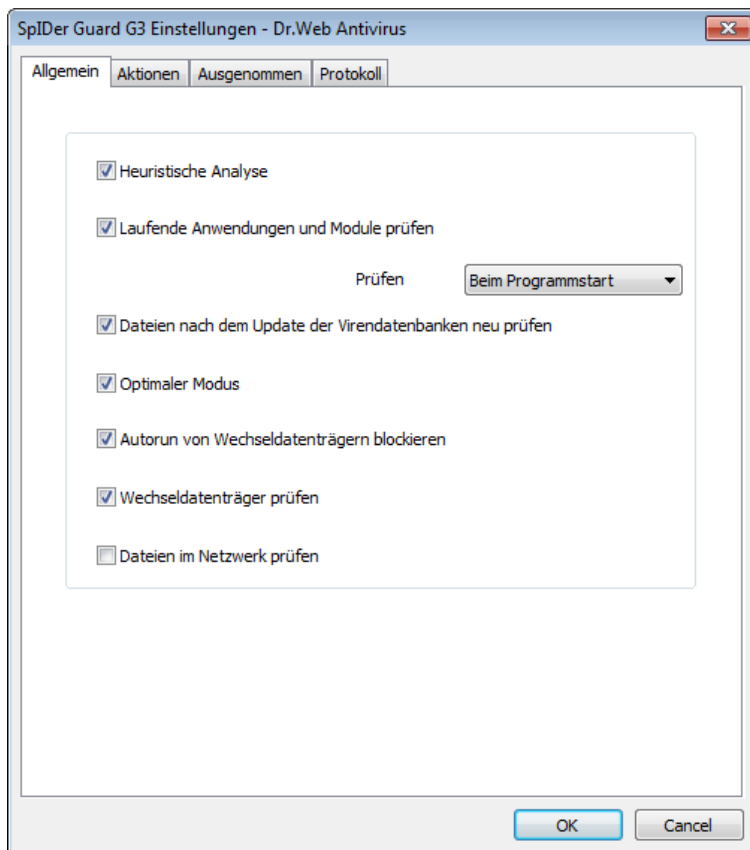 SpIDer Guard G3 Einstellungen - Dr.Web Antivirus
Allgemein Aktionen Ausgenommen Protokoll
Heuristische Analyse
Laufende Anwendungen und Module prüfen
Prüfen Beim Programmstart
Dateien nach dem Update der Virendatenbanken neu prüfen
Optimaler Modus
Autorun von Wechseldatenträgern blockieren
Wechseldatenträger prüfen
Dateien im Netzwerk prüfen
OK Cancel